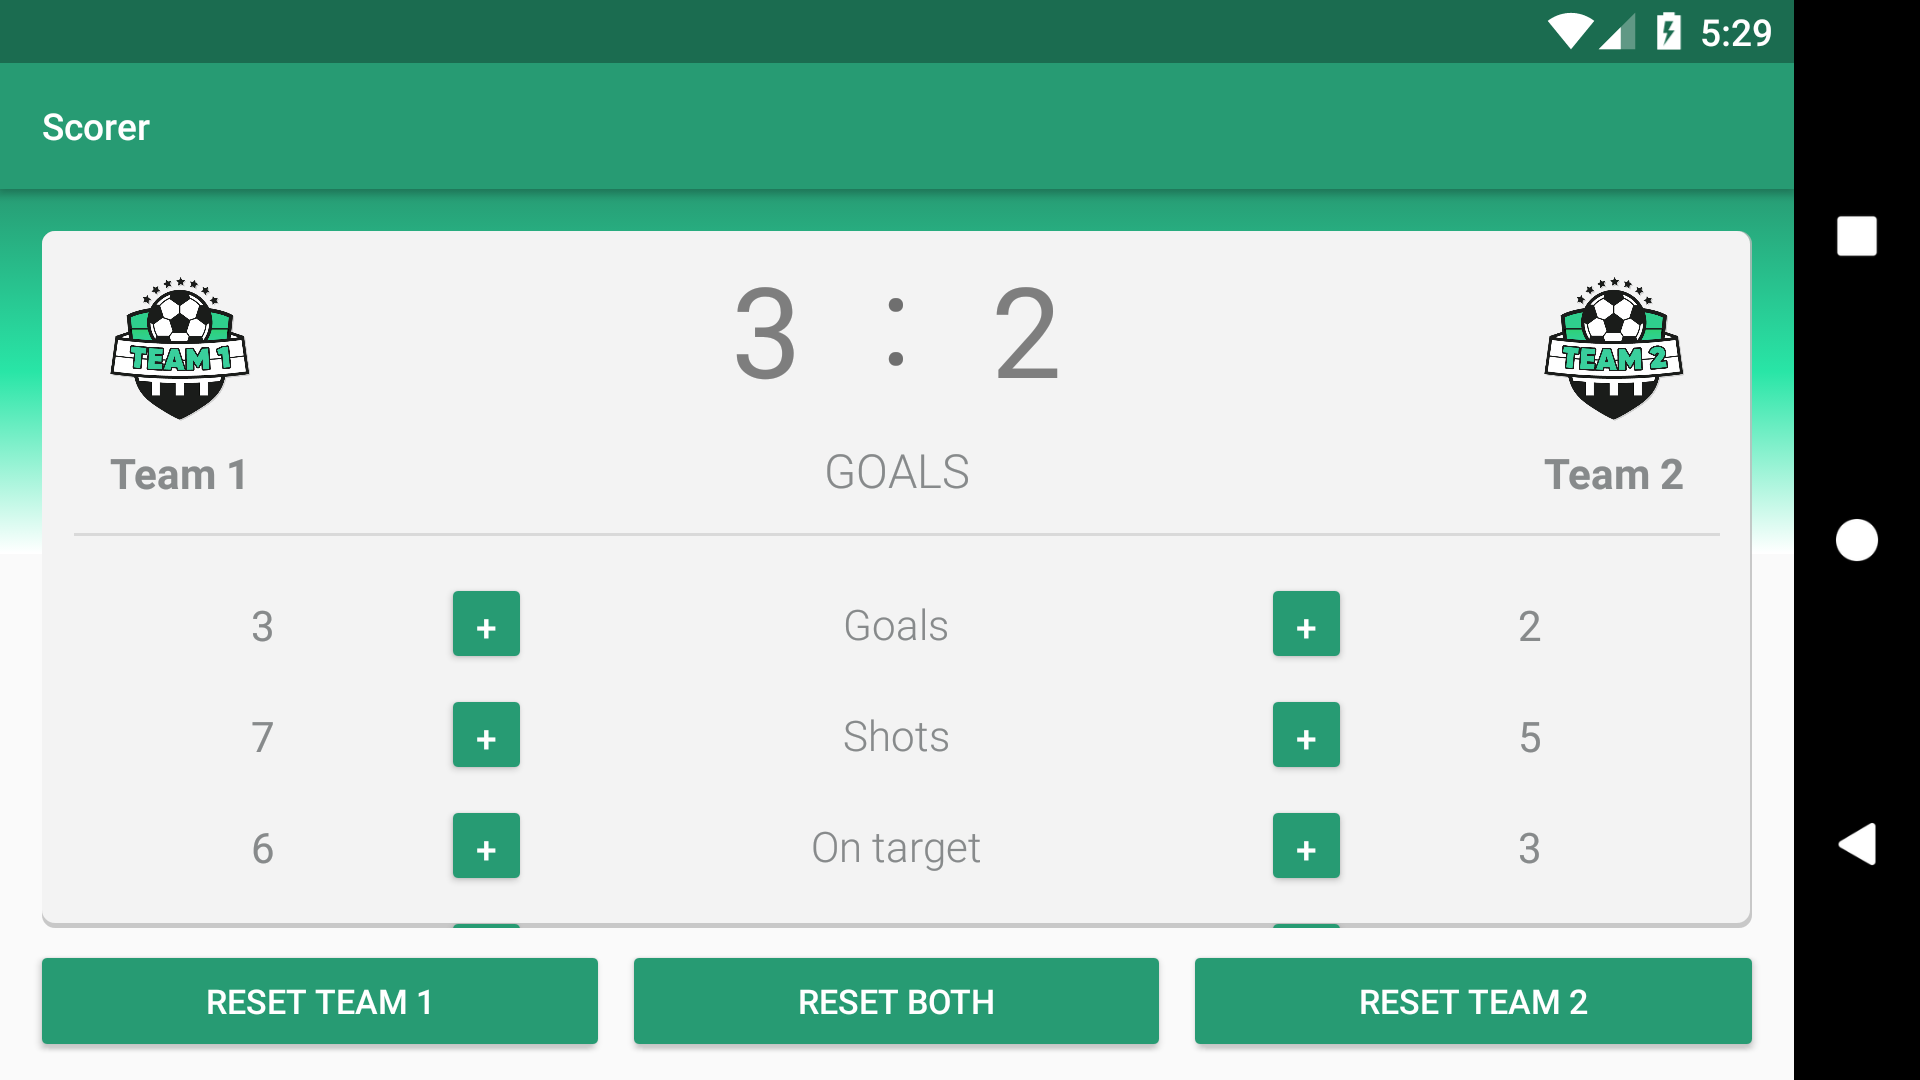 5:29
Scorer
3 : 2
TEAM 1
TEAM 2
Team 1
GOALS
Team 2
3 + Goals + 2
7 + Shots + 5
6 + On target + 3
RESET TEAM 1
RESET BOTH
RESET TEAM 2